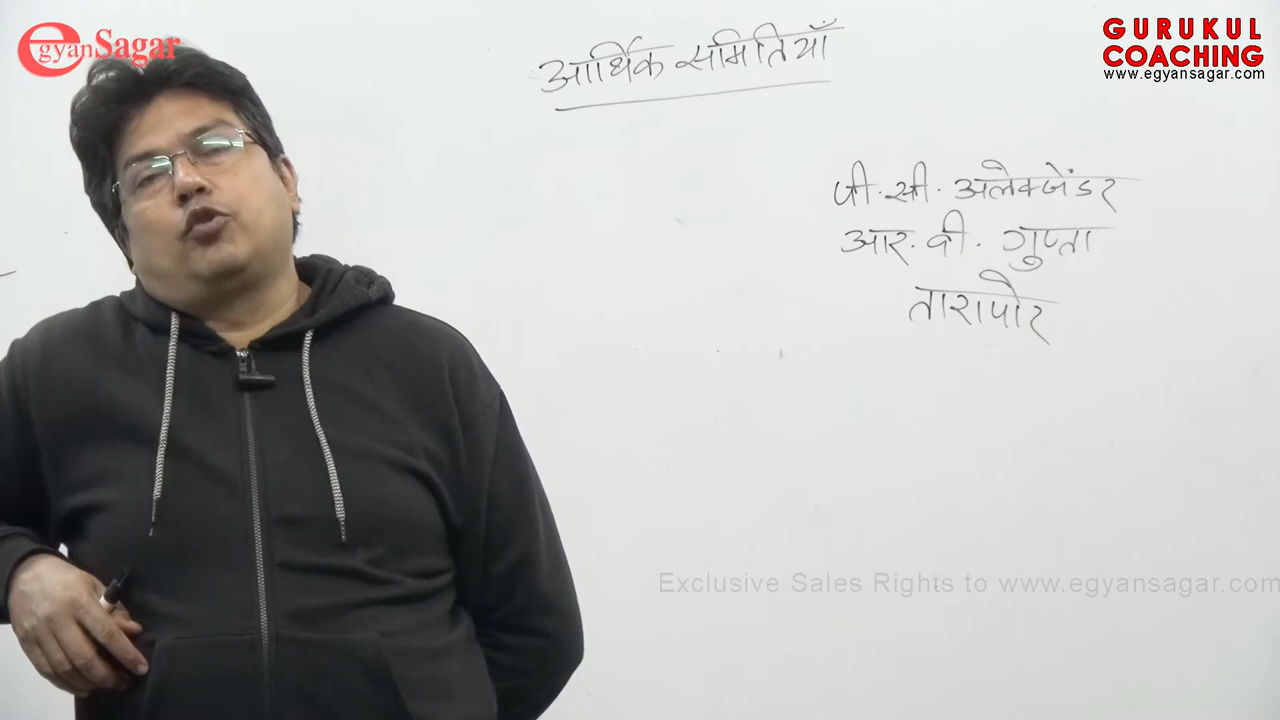 egyanSagar
GURUKUL
COACHING
www.egyansagar.com
आर्थिक समितियाँ
पी. सी. अलेक्जेंडर
आर. वी. गुप्ता
तारापोर
Exclusive Sales Rights to www.egyansagar.com